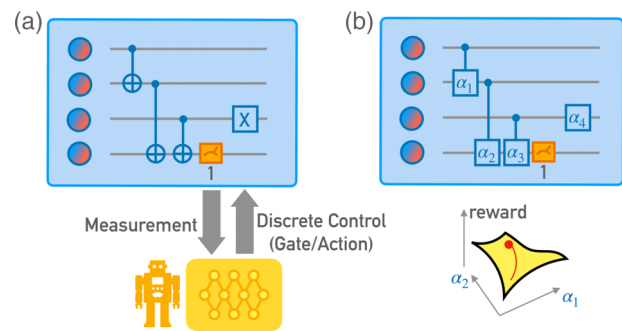 (a)
X
1
Measurement
Discrete Control
(Gate/Action)
(b)
α₁
α₂
α₃
α₄
1
reward
α₂
α₁